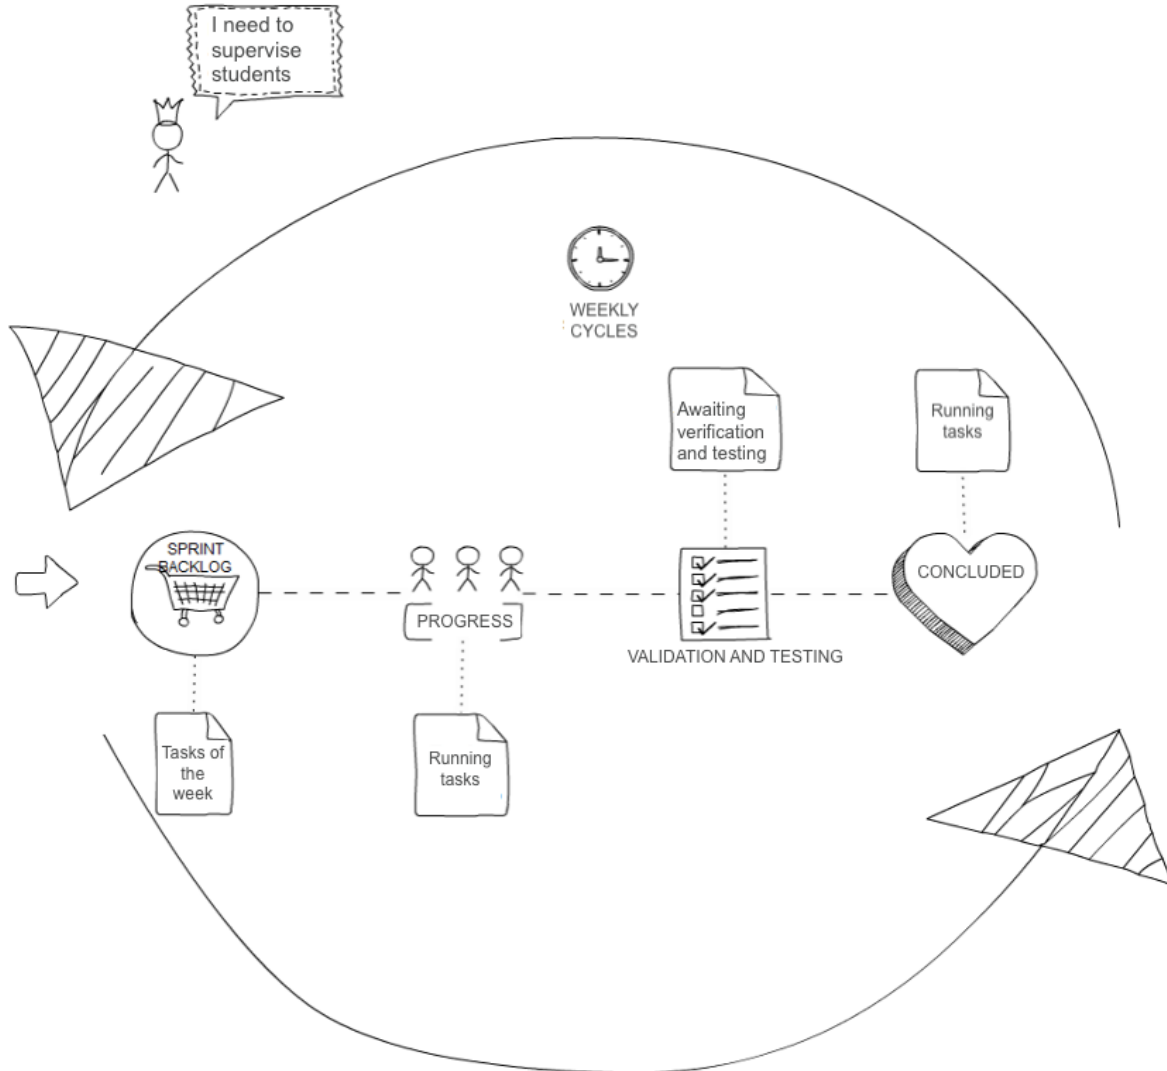 I need to
supervise
students
WEEKLY
CYCLES
Awaiting
verification
and testing
Running
tasks
SPRINT
BACKLOG
PROGRESS
VALIDATION AND TESTING
CONCLUDED
Tasks of
the
week
Running
tasks